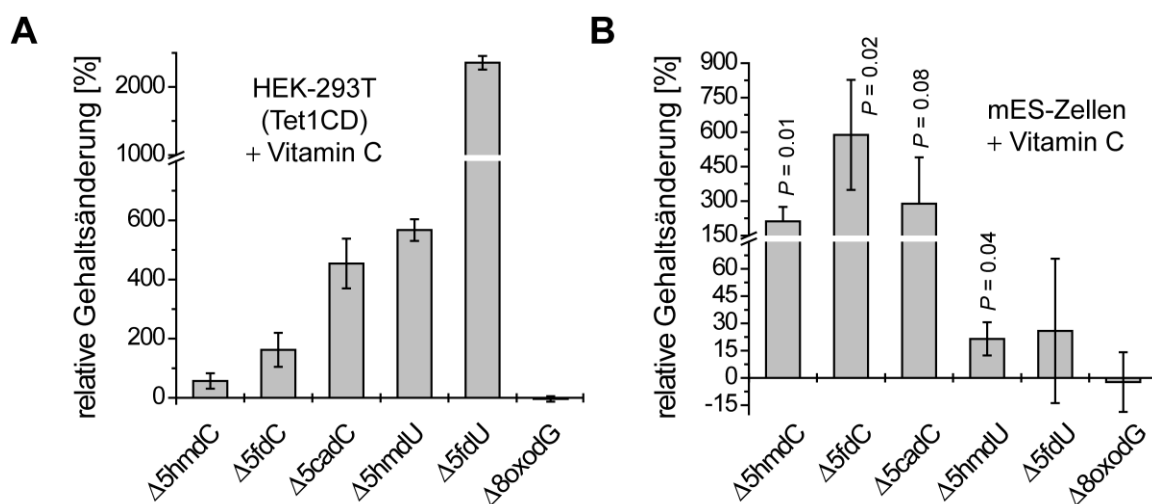 A
relative Gehaltsänderung [%]
2000
1000
600
400
200
0
HEK-293T
(Tet1CD)
+ Vitamin C
Δ5hmdC
Δ5fdC
Δ5cadC
Δ5hmdU
Δ5fdU
Δ8oxodG
B
relative Gehaltsänderung [%]
900
750
600
450
300
150
60
45
30
15
0
-15
P = 0.01
P = 0.02
P = 0.08
P = 0.04
mES-Zellen
+ Vitamin C
Δ5hmdC
Δ5fdC
Δ5cadC
Δ5hmdU
Δ5fdU
Δ8oxodG